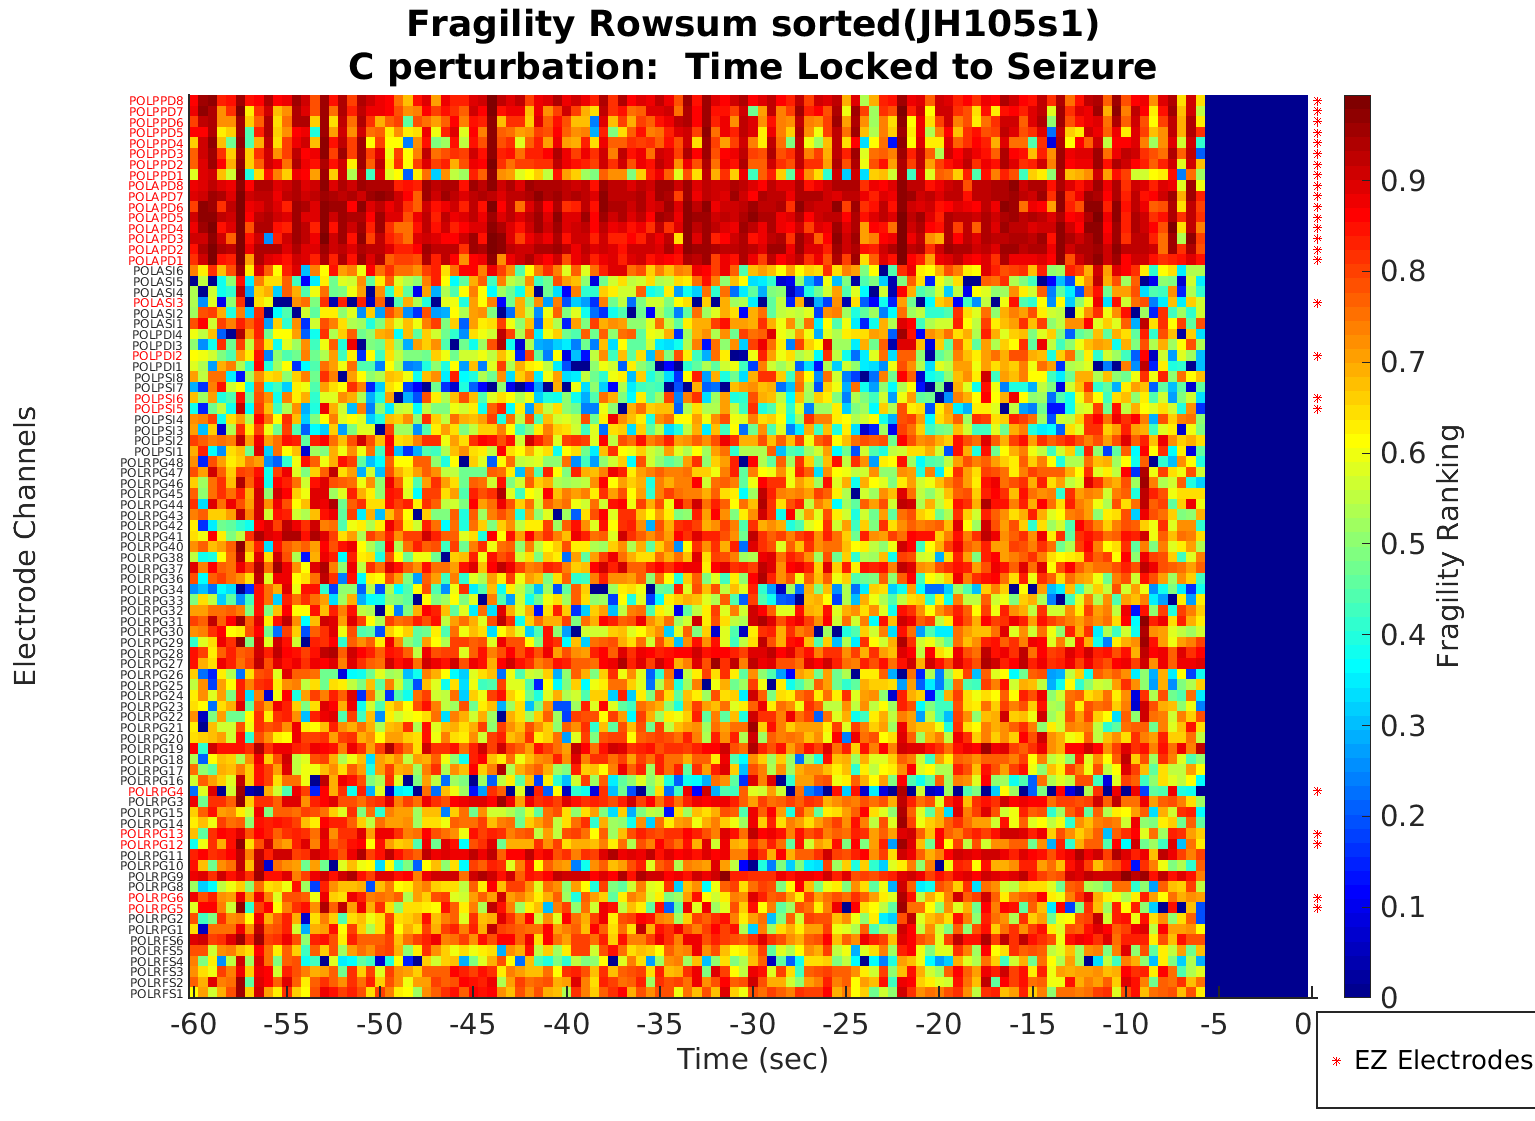 Fragility Rowsum sorted(JH105s1)
C perturbation:  Time Locked to Seizure
Electrode Channels
POLPPD8
POLPPD7
POLPPD6
POLPPD5
POLPPD4
POLPPD3
POLPPD2
POLPPD1
POLAPD8
POLAPD7
POLAPD6
POLAPD5
POLAPD4
POLAPD3
POLAPD2
POLAPD1
POLASI6
POLASI5
POLASI4
POLASI3
POLASI2
POLASI1
POLPDI4
POLPDI3
POLPDI2
POLPDI1
POLPSI8
POLPSI7
POLPSI6
POLPSI5
POLPSI4
POLPSI3
POLPSI2
POLPSI1
POLRPG48
POLRPG47
POLRPG46
POLRPG45
POLRPG44
POLRPG43
POLRPG42
POLRPG41
POLRPG40
POLRPG38
POLRPG37
POLRPG36
POLRPG34
POLRPG33
POLRPG32
POLRPG31
POLRPG30
POLRPG29
POLRPG28
POLRPG27
POLRPG26
POLRPG25
POLRPG24
POLRPG23
POLRPG22
POLRPG21
POLRPG20
POLRPG19
POLRPG18
POLRPG17
POLRPG16
POLRPG4
POLRPG3
POLRPG15
POLRPG14
POLRPG13
POLRPG12
POLRPG11
POLRPG10
POLRPG9
POLRPG8
POLRPG6
POLRPG5
POLRPG2
POLRPG1
POLRFS6
POLRFS5
POLRFS4
POLRFS3
POLRFS2
POLRFS1
-60 -55 -50 -45 -40 -35 -30 -25 -20 -15 -10 -5 0
Time (sec)
0.9
0.8
0.7
0.6
0.5
0.4
0.3
0.2
0.1
0
Fragility Ranking
EZ Electrodes